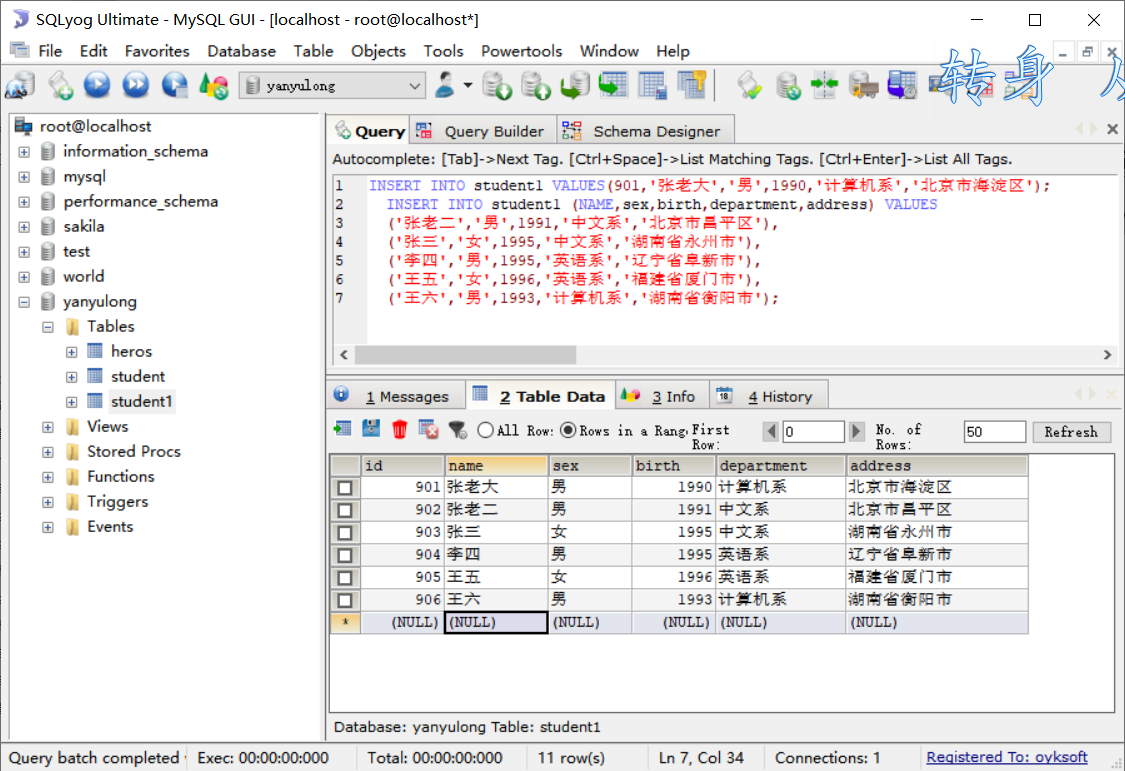 SQLyog Ultimate - MySQL GUI - [localhost - root@localhost*]
File Edit Favorites Database Table Objects Tools Powertools Window Help
yanyulong
转身 从
root@localhost
information_schema
mysql
performance_schema
sakila
test
world
yanyulong
Tables
heros
student
student1
Views
Stored Procs
Functions
Triggers
Events
Query Query Builder Schema Designer
Autocomplete: [Tab]->Next Tag. [Ctrl+Space]->List Matching Tags. [Ctrl+Enter]->List All Tags.
1 INSERT INTO student1 VALUES(901,'张老大','男',1990,'计算机系','北京市海淀区');
2 INSERT INTO student1 (NAME,sex,birth,department,address) VALUES
3 ('张老二','男',1991,'中文系','北京市昌平区'),
4 ('张三','女',1995,'中文系','湖南省永州市'),
5 ('李四','男',1995,'英语系','辽宁省阜新市'),
6 ('王五','女',1996,'英语系','福建省厦门市'),
7 ('王六','男',1993,'计算机系','湖南省衡阳市');
1 Messages 2 Table Data 3 Info 4 History
All Row: Rows in a Rang. First Row: 0 No. of Rows: 50 Refresh
id name sex birth department address
901 张老大 男 1990 计算机系 北京市海淀区
902 张老二 男 1991 中文系 北京市昌平区
903 张三 女 1995 中文系 湖南省永州市
904 李四 男 1995 英语系 辽宁省阜新市
905 王五 女 1996 英语系 福建省厦门市
906 王六 男 1993 计算机系 湖南省衡阳市
* (NULL) (NULL) (NULL) (NULL) (NULL) (NULL)
Database: yanyulong Table: student1
Query batch completed Exec: 00:00:00:000 Total: 00:00:00:000 11 row(s) Ln 7, Col 34 Connections: 1 Registered To: oyksoft